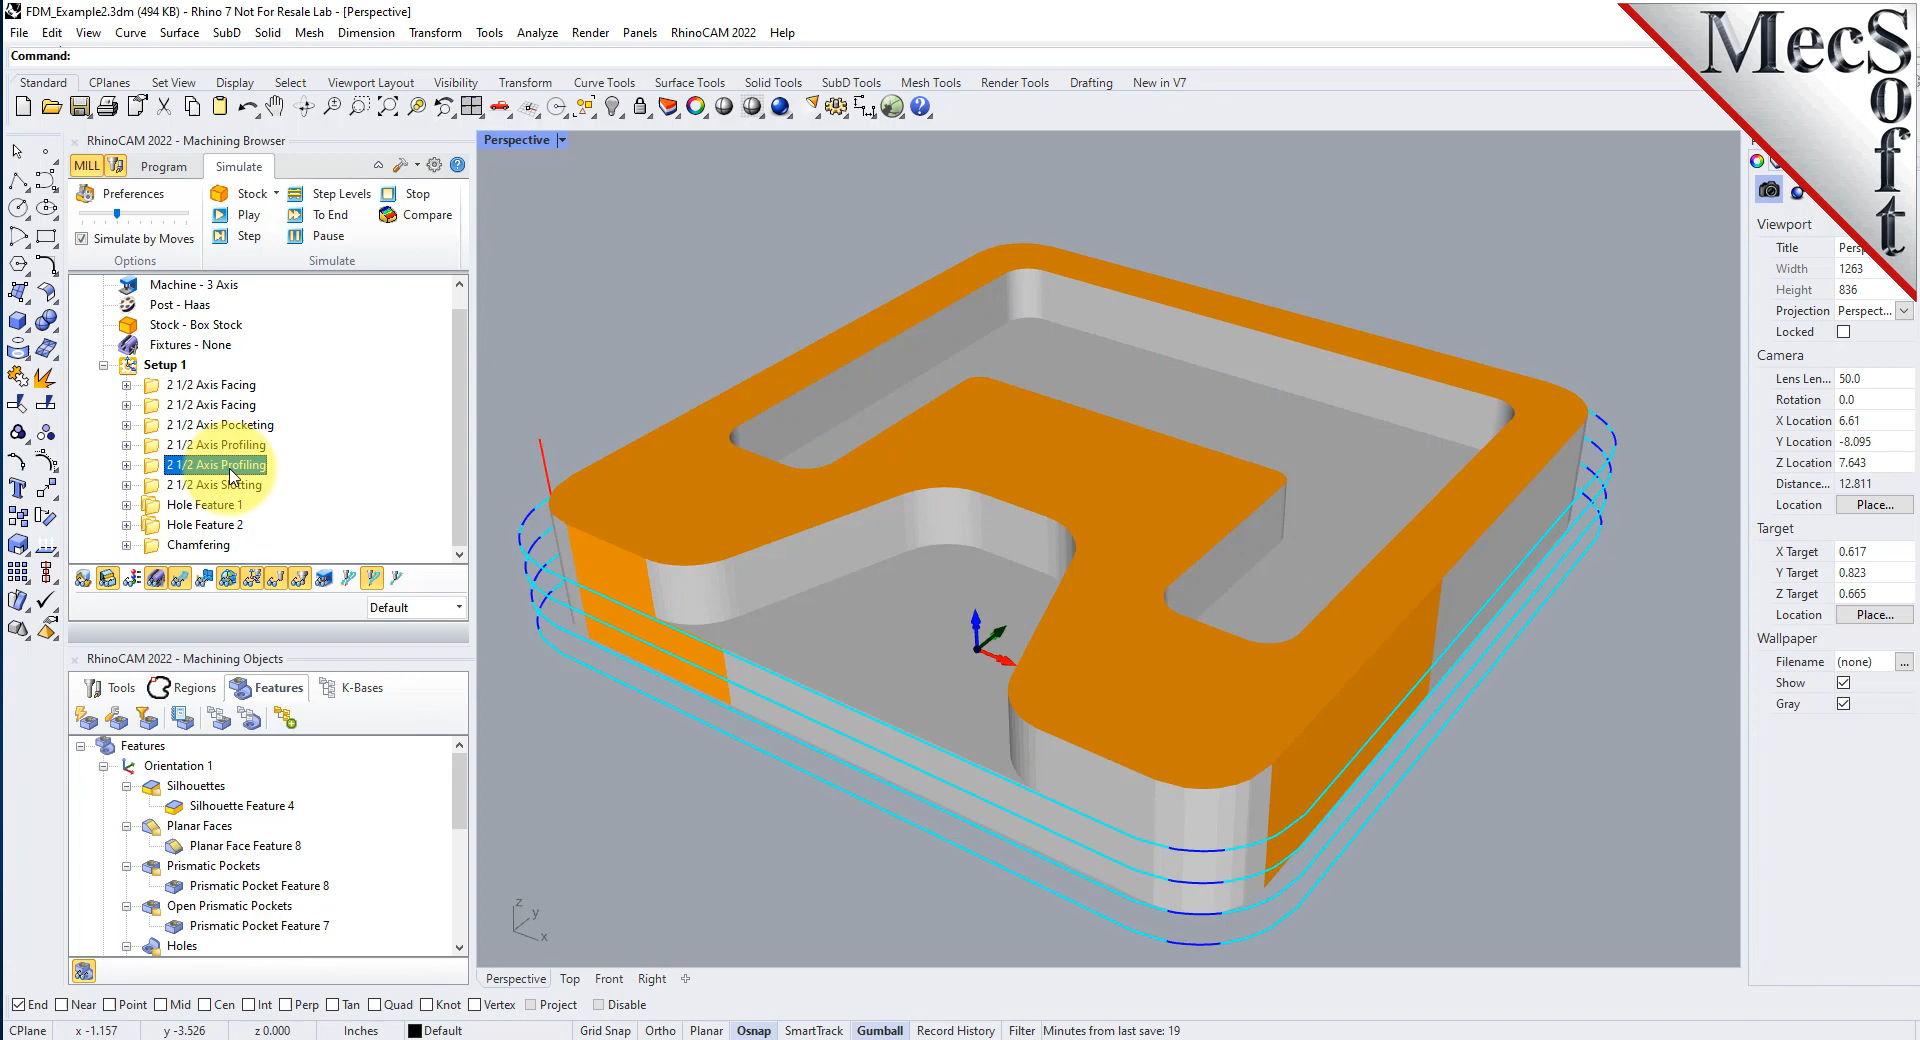 FDM_Example2.3dm (494 KB) - Rhino 7 Not For Resale Lab - [Perspective]
File Edit View Curve Surface SubD Solid Mesh Dimension Transform Tools Analyze Render Panels RhinoCAM 2022 Help
Command:
Standard CPlanes Set View Display Select Viewport Layout Visibility Transform Curve Tools Surface Tools Solid Tools SubD Tools Mesh Tools Render Tools Drafting New in V7
MecSoft
RhinoCAM 2022 - Machining Browser
MILL Program Simulate
Preferences
Simulate by Moves
Options
Stock Step Levels Stop
Play To End Compare
Step Pause
Simulate
Machine - 3 Axis
Post - Haas
Stock - Box Stock
Fixtures - None
Setup 1
2 1/2 Axis Facing
2 1/2 Axis Facing
2 1/2 Axis Pocketing
2 1/2 Axis Profiling
2 1/2 Axis Profiling
2 1/2 Axis Slotting
Hole Feature 1
Hole Feature 2
Chamfering
Default
RhinoCAM 2022 - Machining Objects
Tools Regions Features K-Bases
Features
Orientation 1
Silhouettes
Silhouette Feature 4
Planar Faces
Planar Face Feature 8
Prismatic Pockets
Prismatic Pocket Feature 8
Open Prismatic Pockets
Prismatic Pocket Feature 7
Holes
Perspective
z
y
x
Perspective Top Front Right
Viewport
Title
Width 1263
Height 836
Projection Perspect...
Locked
Camera
Lens Len... 50.0
Rotation 0.0
X Location 6.61
Y Location -8.095
Z Location 7.643
Distance... 12.811
Location Place...
Target
X Target 0.617
Y Target 0.823
Z Target 0.665
Location Place...
Wallpaper
Filename (none) ...
Show
Gray
End Near Point Mid Cen Int Perp Tan Quad Knot Vertex Project Disable
CPlane x -1.157 y -3.526 z 0.000 Inches Default Grid Snap Ortho Planar Osnap SmartTrack Gumball Record History Filter Minutes from last save: 19